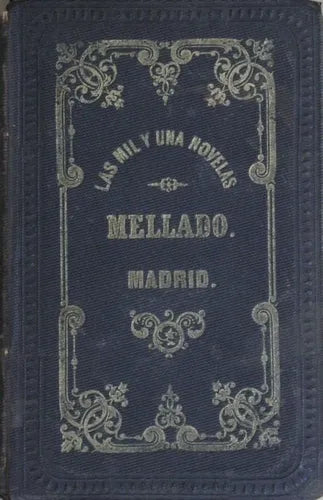 LAS MIL Y UNA NOVELAS
MELLADO.
MADRID.